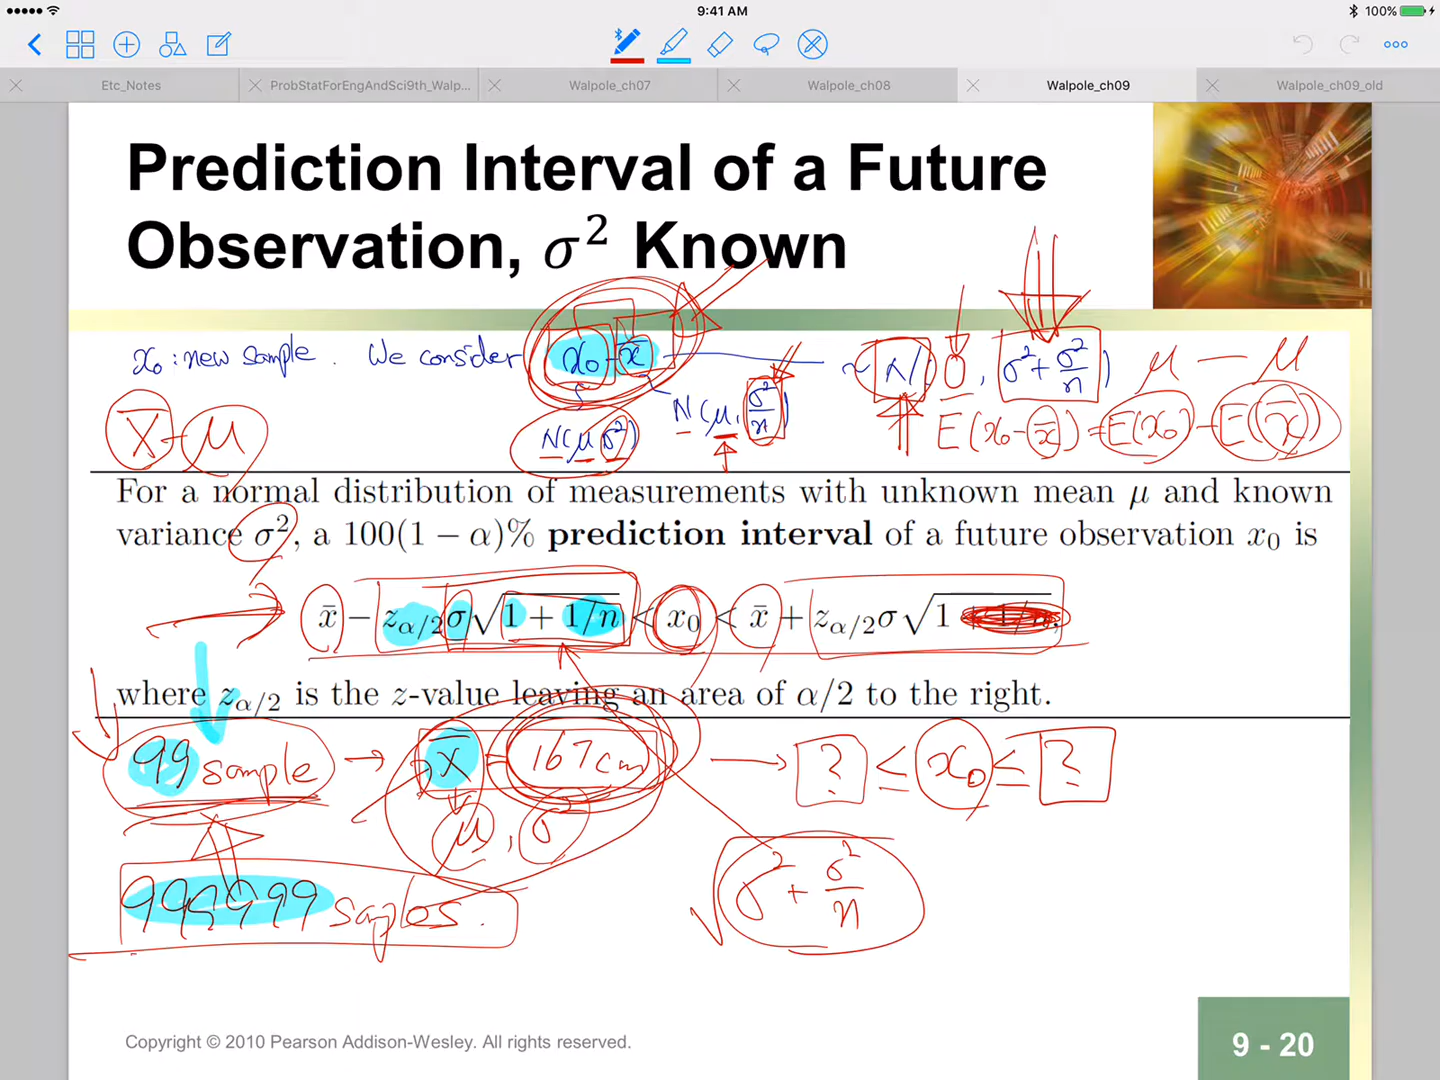 9:41 AM
100%
Etc_Notes
ProbStatForEngAndSci9th_Walp...
Walpole_ch07
Walpole_ch08
Walpole_ch09
Walpole_ch09_old
Prediction Interval of a Future
Observation, σ² Known
x₀ : new sample. We consider x₀ - x̄ ~ N(0, σ² + σ²/n) μ — μ
X̄ - μ N(μ, σ²) N(μ, σ²/n) E(x₀ - x̄) = E(x₀) - E(x̄)
For a normal distribution of measurements with unknown mean μ and known
variance σ², a 100(1 − α)% prediction interval of a future observation x₀ is
x̄ − z_{α/2}σ√(1 + 1/n) < x₀ < x̄ + z_{α/2}σ√(1 + 1/n),
where z_{α/2} is the z-value leaving an area of α/2 to the right.
99 sample → X̄ = 167cm → ? ≤ x₀ ≤ ?
μ, σ
√ σ² + σ²/n
999999 samples.
Copyright © 2010 Pearson Addison-Wesley. All rights reserved.
9 - 20